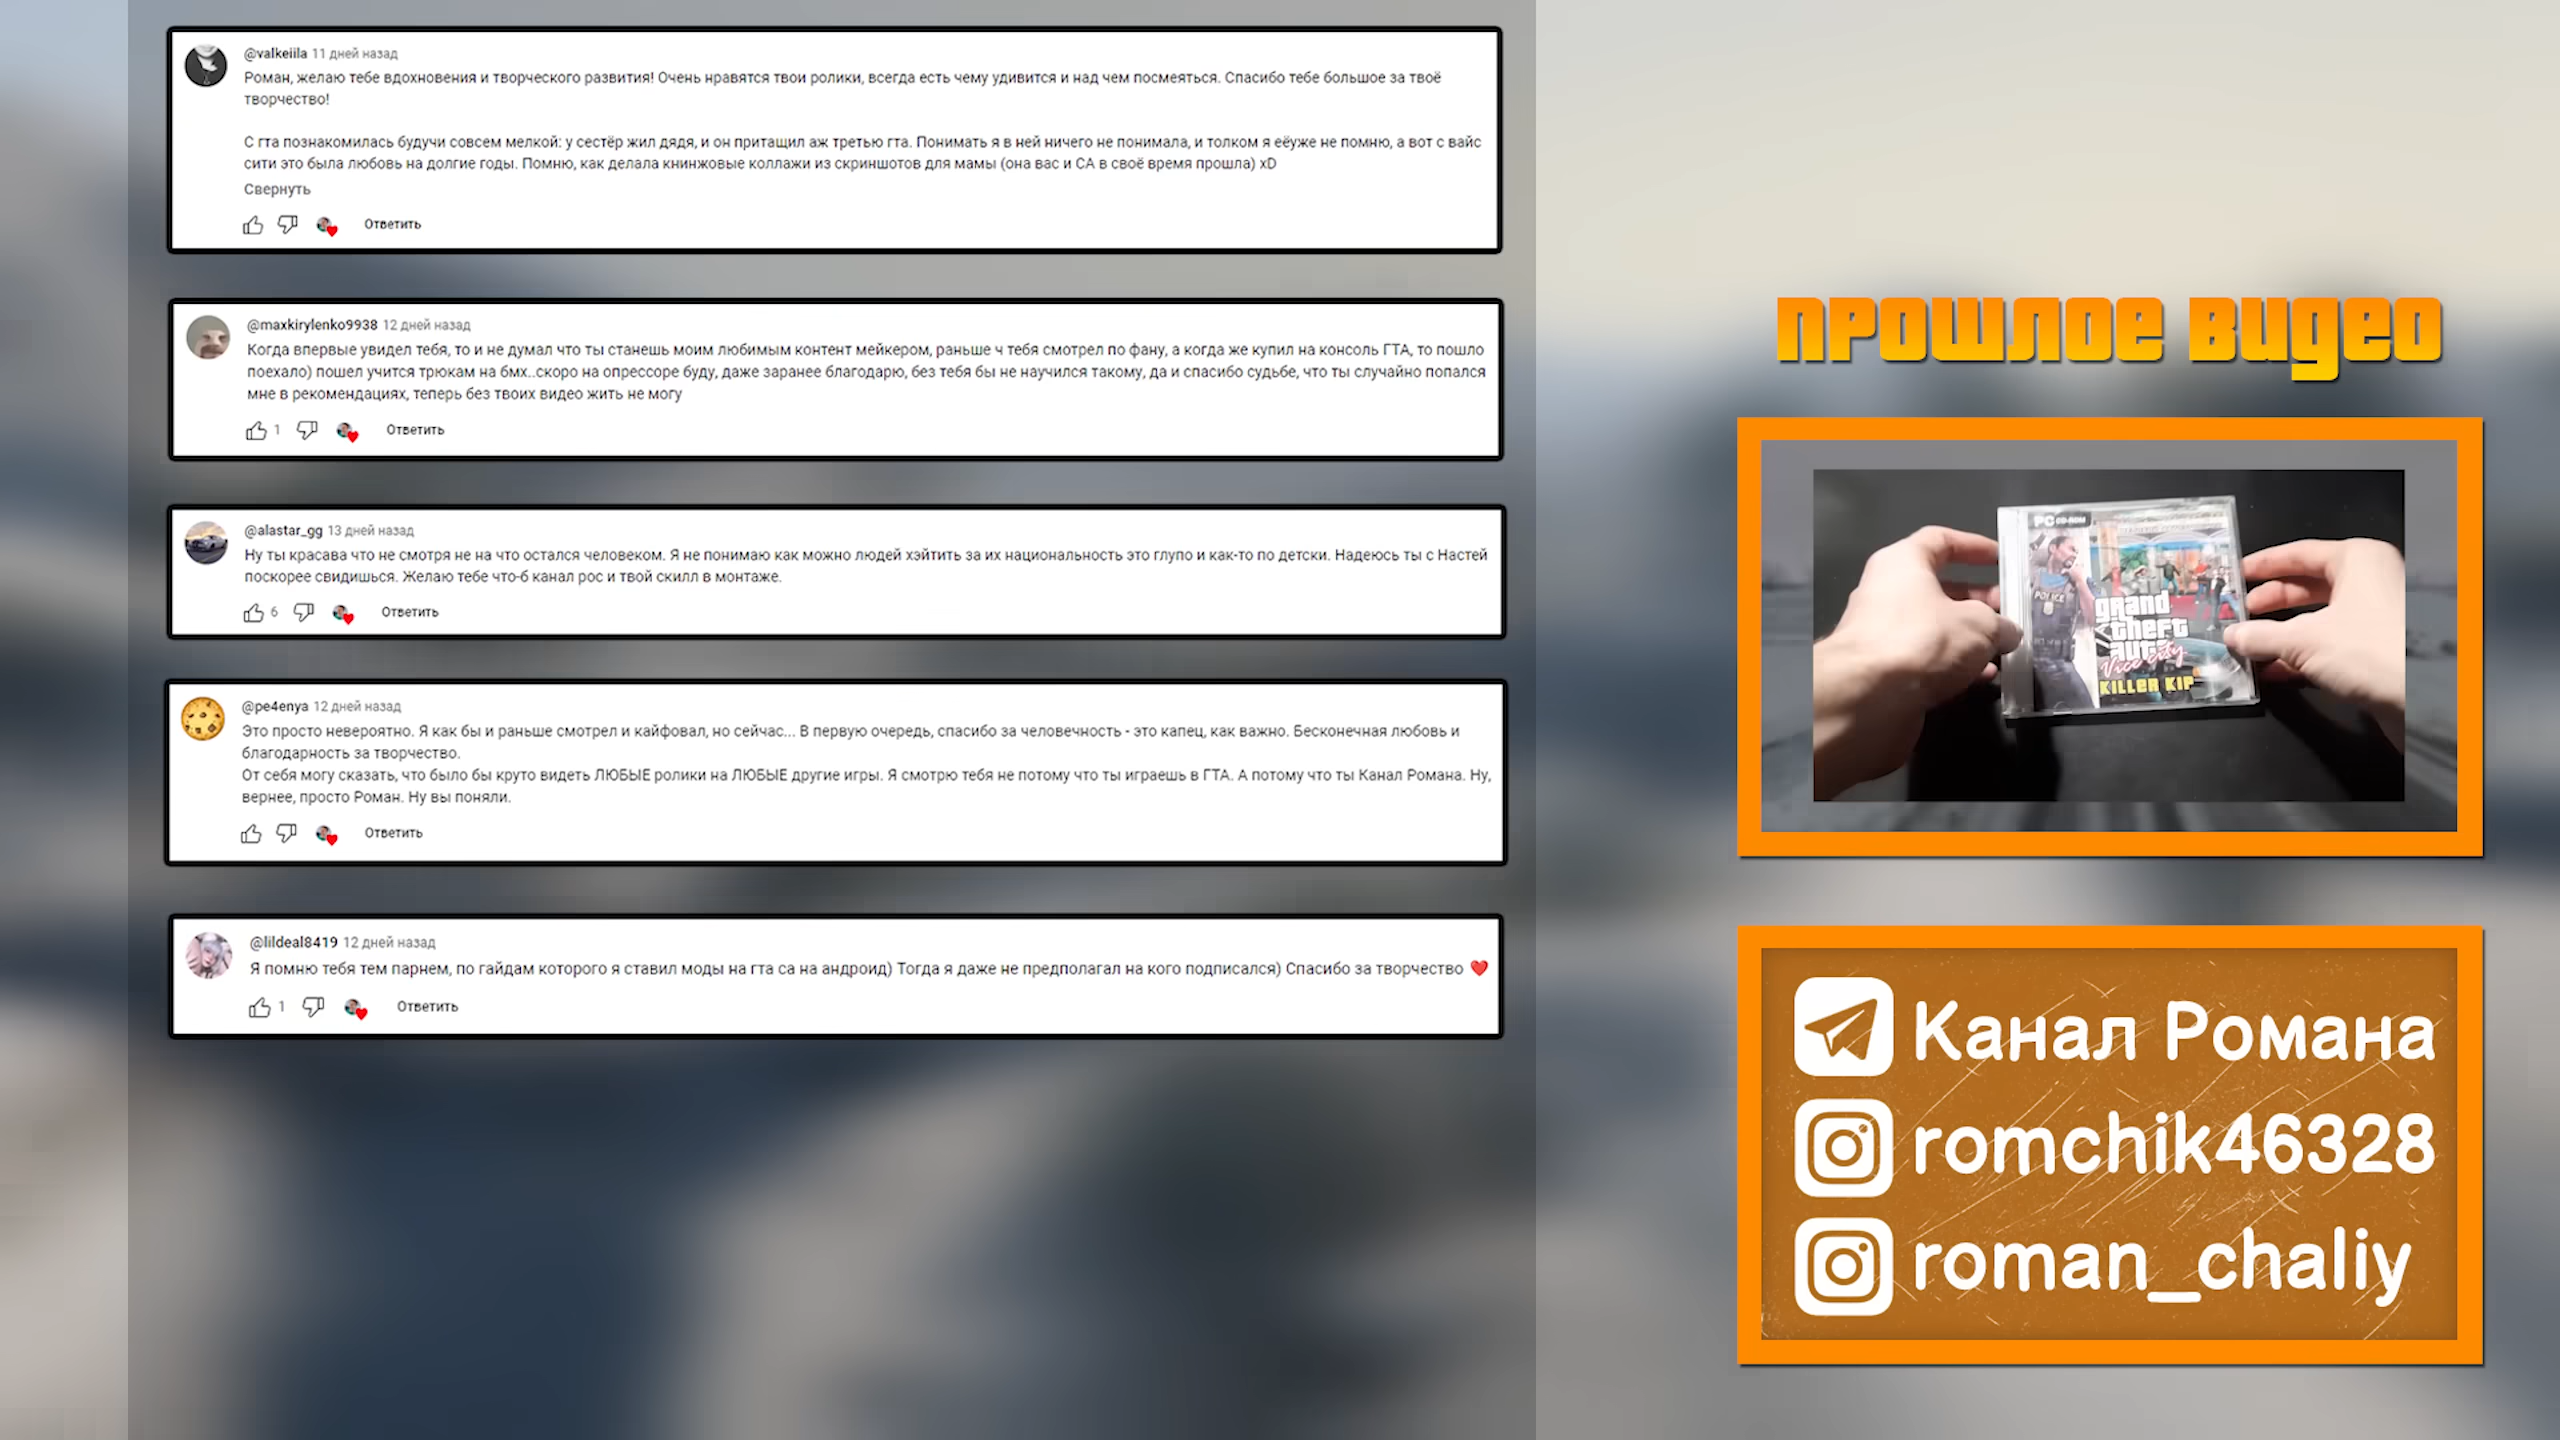 @valkeiila 11 дней назад
Роман, желаю тебе вдохновения и творческого развития! Очень нравятся твои ролики, всегда есть чему удивится и над чем посмеяться. Спасибо тебе большое за твоё
творчество!
С гта познакомилась будучи совсем мелкой: у сестёр жил дядя, и он притащил аж третью гта. Понимать я в ней ничего не понимала, и толком я еёуже не помню, а вот с вайс
сити это была любовь на долгие годы. Помню, как делала книнжовые коллажи из скриншотов для мамы (она вас и СА в своё время прошла) xD
Свернуть
Ответить
@maxkirylenko9938 12 дней назад
Когда впервые увидел тебя, то и не думал что ты станешь моим любимым контент мейкером, раньше ч тебя смотрел по фану, а когда же купил на консоль ГТА, то пошло
поехало) пошел учится трюкам на бмх..скоро на опрессоре буду, даже заранее благодарю, без тебя бы не научился такому, да и спасибо судьбе, что ты случайно попался
мне в рекомендациях, теперь без твоих видео жить не могу
1 Ответить
@alastar_gg 13 дней назад
Ну ты красава что не смотря не на что остался человеком. Я не понимаю как можно людей хэйтить за их национальность это глупо и как-то по детски. Надеюсь ты с Настей
поскорее свидишься. Желаю тебе что-б канал рос и твой скилл в монтаже.
6 Ответить
@pe4enya 12 дней назад
Это просто невероятно. Я как бы и раньше смотрел и кайфовал, но сейчас... В первую очередь, спасибо за человечность - это капец, как важно. Бесконечная любовь и
благодарность за творчество.
От себя могу сказать, что было бы круто видеть ЛЮБЫЕ ролики на ЛЮБЫЕ другие игры. Я смотрю тебя не потому что ты играешь в ГТА. А потому что ты Канал Романа. Ну,
вернее, просто Роман. Ну вы поняли.
Ответить
@lildeal8419 12 дней назад
Я помню тебя тем парнем, по гайдам которого я ставил моды на гта са на андроид) Тогда я даже не предполагал на кого подписался) Спасибо за творчество ❤️
1 Ответить
прошлое видео
PC CD-ROM
POLICE
grand
theft
auto
Vice City
KILLER KIP
Канал Романа
romchik46328
roman_chaliy